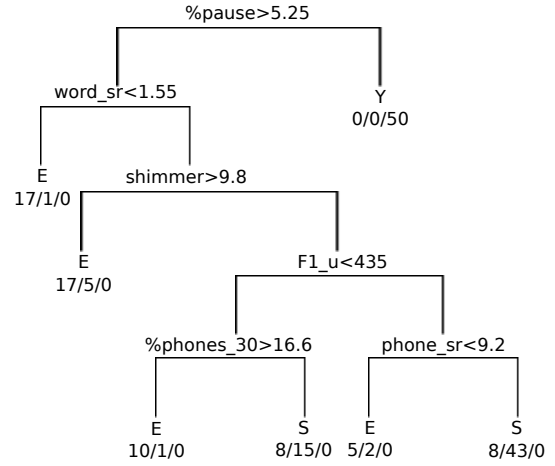 %pause>5.25
word_sr<1.55
Y
0/0/50
E
17/1/0
shimmer>9.8
E
17/5/0
F1_u<435
%phones_30>16.6
phone_sr<9.2
E
10/1/0
S
8/15/0
E
5/2/0
S
8/43/0